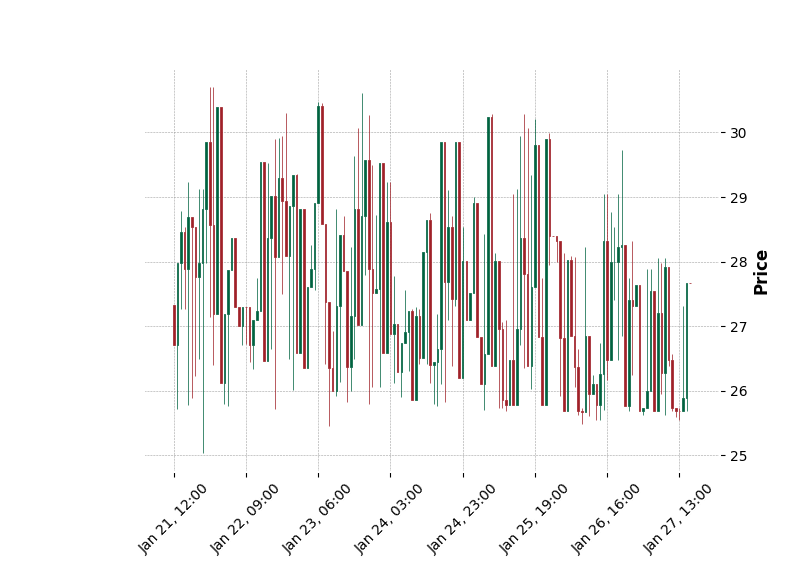 30
29
28
27
26
25
Price
Jan 21, 12:00
Jan 22, 09:00
Jan 23, 06:00
Jan 24, 03:00
Jan 24, 23:00
Jan 25, 19:00
Jan 26, 16:00
Jan 27, 13:00